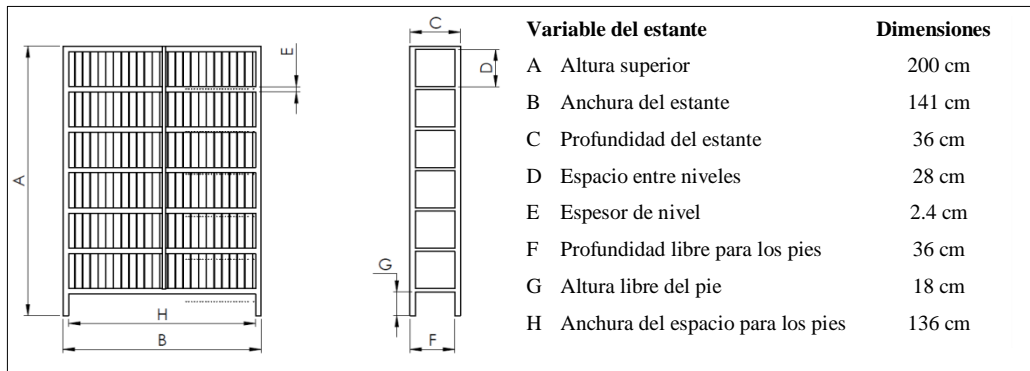 C
E
D
A
G
H
B
F
Variable del estante Dimensiones
A Altura superior 200 cm
B Anchura del estante 141 cm
C Profundidad del estante 36 cm
D Espacio entre niveles 28 cm
E Espesor de nivel 2.4 cm
F Profundidad libre para los pies 36 cm
G Altura libre del pie 18 cm
H Anchura del espacio para los pies 136 cm